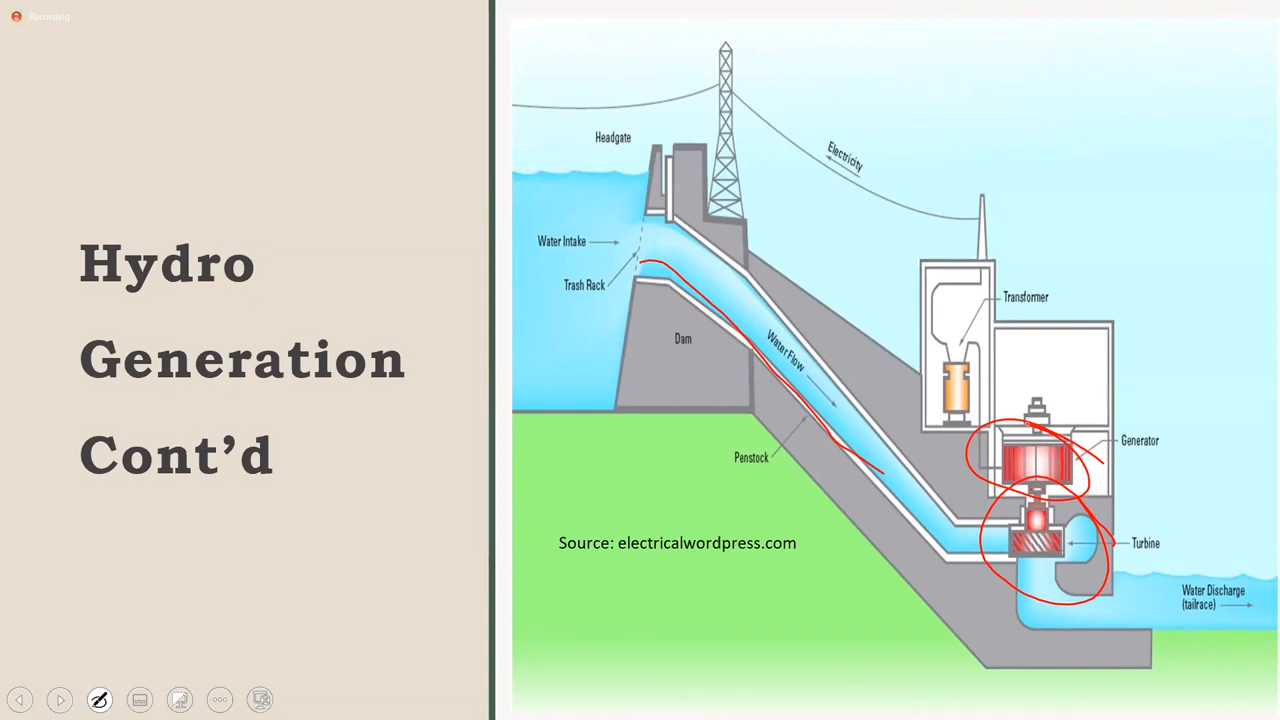 Recording
Hydro
Generation
Cont’d
Headgate
Electricity
Water Intake
Trash Rack
Transformer
Dam
Water Flow
Generator
Penstock
Source: electricalwordpress.com
Turbine
Water Discharge
(tailrace)